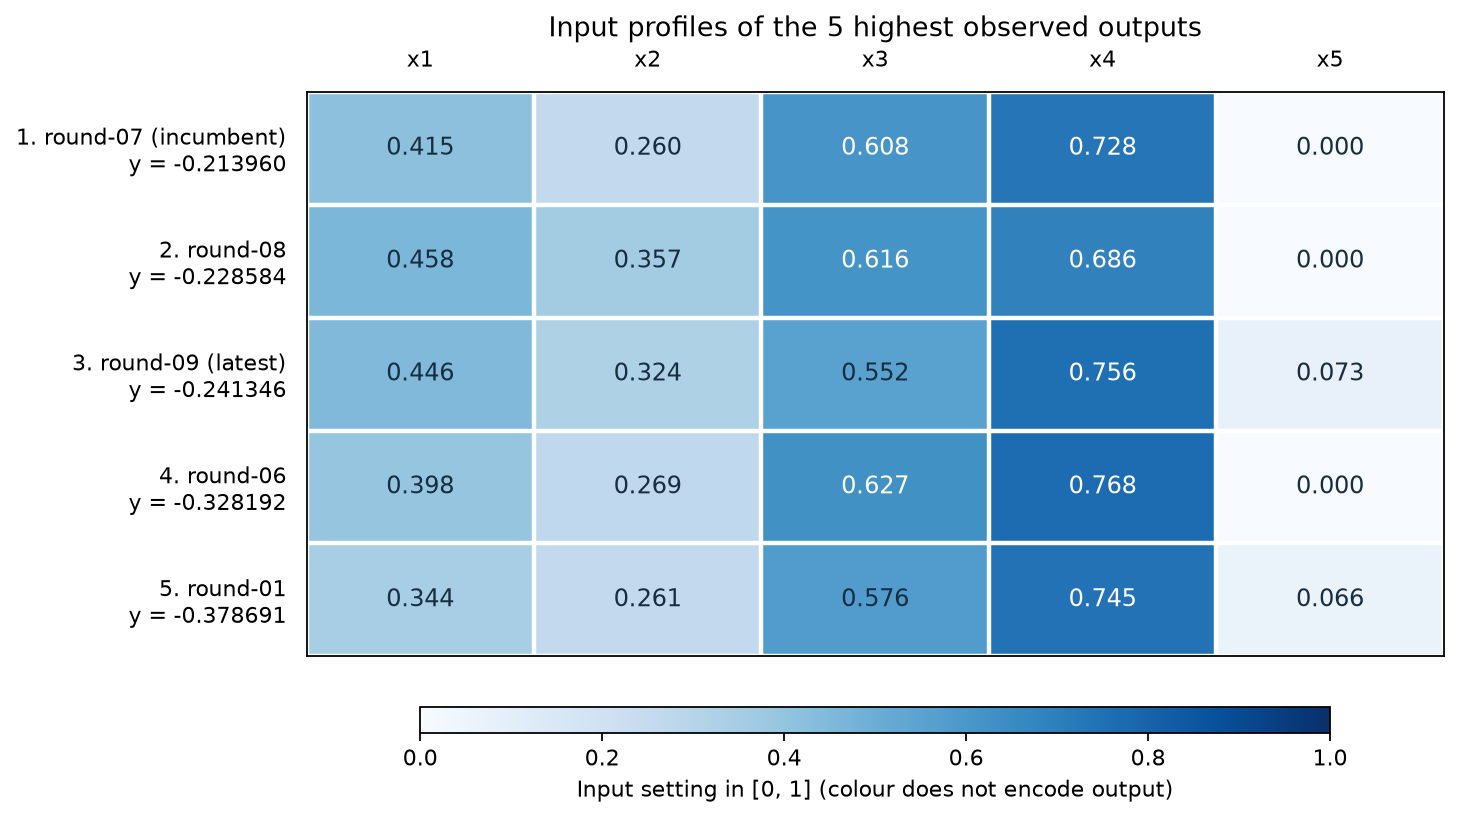 Input profiles of the 5 highest observed outputs
x1 x2 x3 x4 x5
1. round-07 (incumbent)
y = -0.213960
0.415 0.260 0.608 0.728 0.000
2. round-08
y = -0.228584
0.458 0.357 0.616 0.686 0.000
3. round-09 (latest)
y = -0.241346
0.446 0.324 0.552 0.756 0.073
4. round-06
y = -0.328192
0.398 0.269 0.627 0.768 0.000
5. round-01
y = -0.378691
0.344 0.261 0.576 0.745 0.066
0.0 0.2 0.4 0.6 0.8 1.0
Input setting in [0, 1] (colour does not encode output)